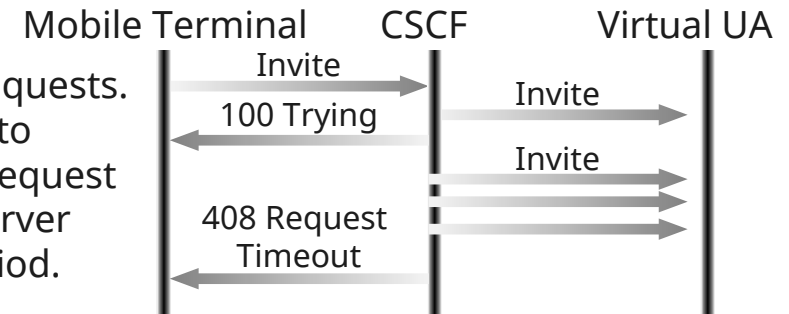 Mobile Terminal CSCF Virtual UA
Invite
quests.
Invite
100 Trying
to
Invite
equest
408 Request
rver
Timeout
iod.